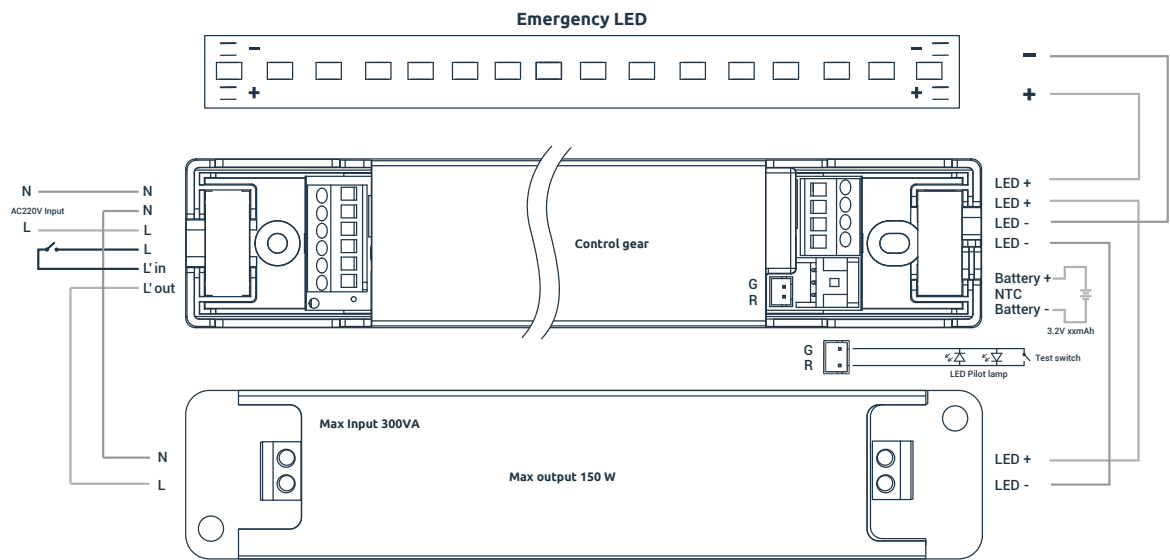 Emergency LED
− −
+ +
−
+
N N
N
AC220V Input
L L
L
L' in
L' out
Control gear
G
R
LED +
LED +
LED -
LED -
Battery +
NTC
Battery -
3.2V xxmAh
G
R
Test switch
LED Pilot lamp
Max Input 300VA
Max output 150 W
N
L
LED +
LED -